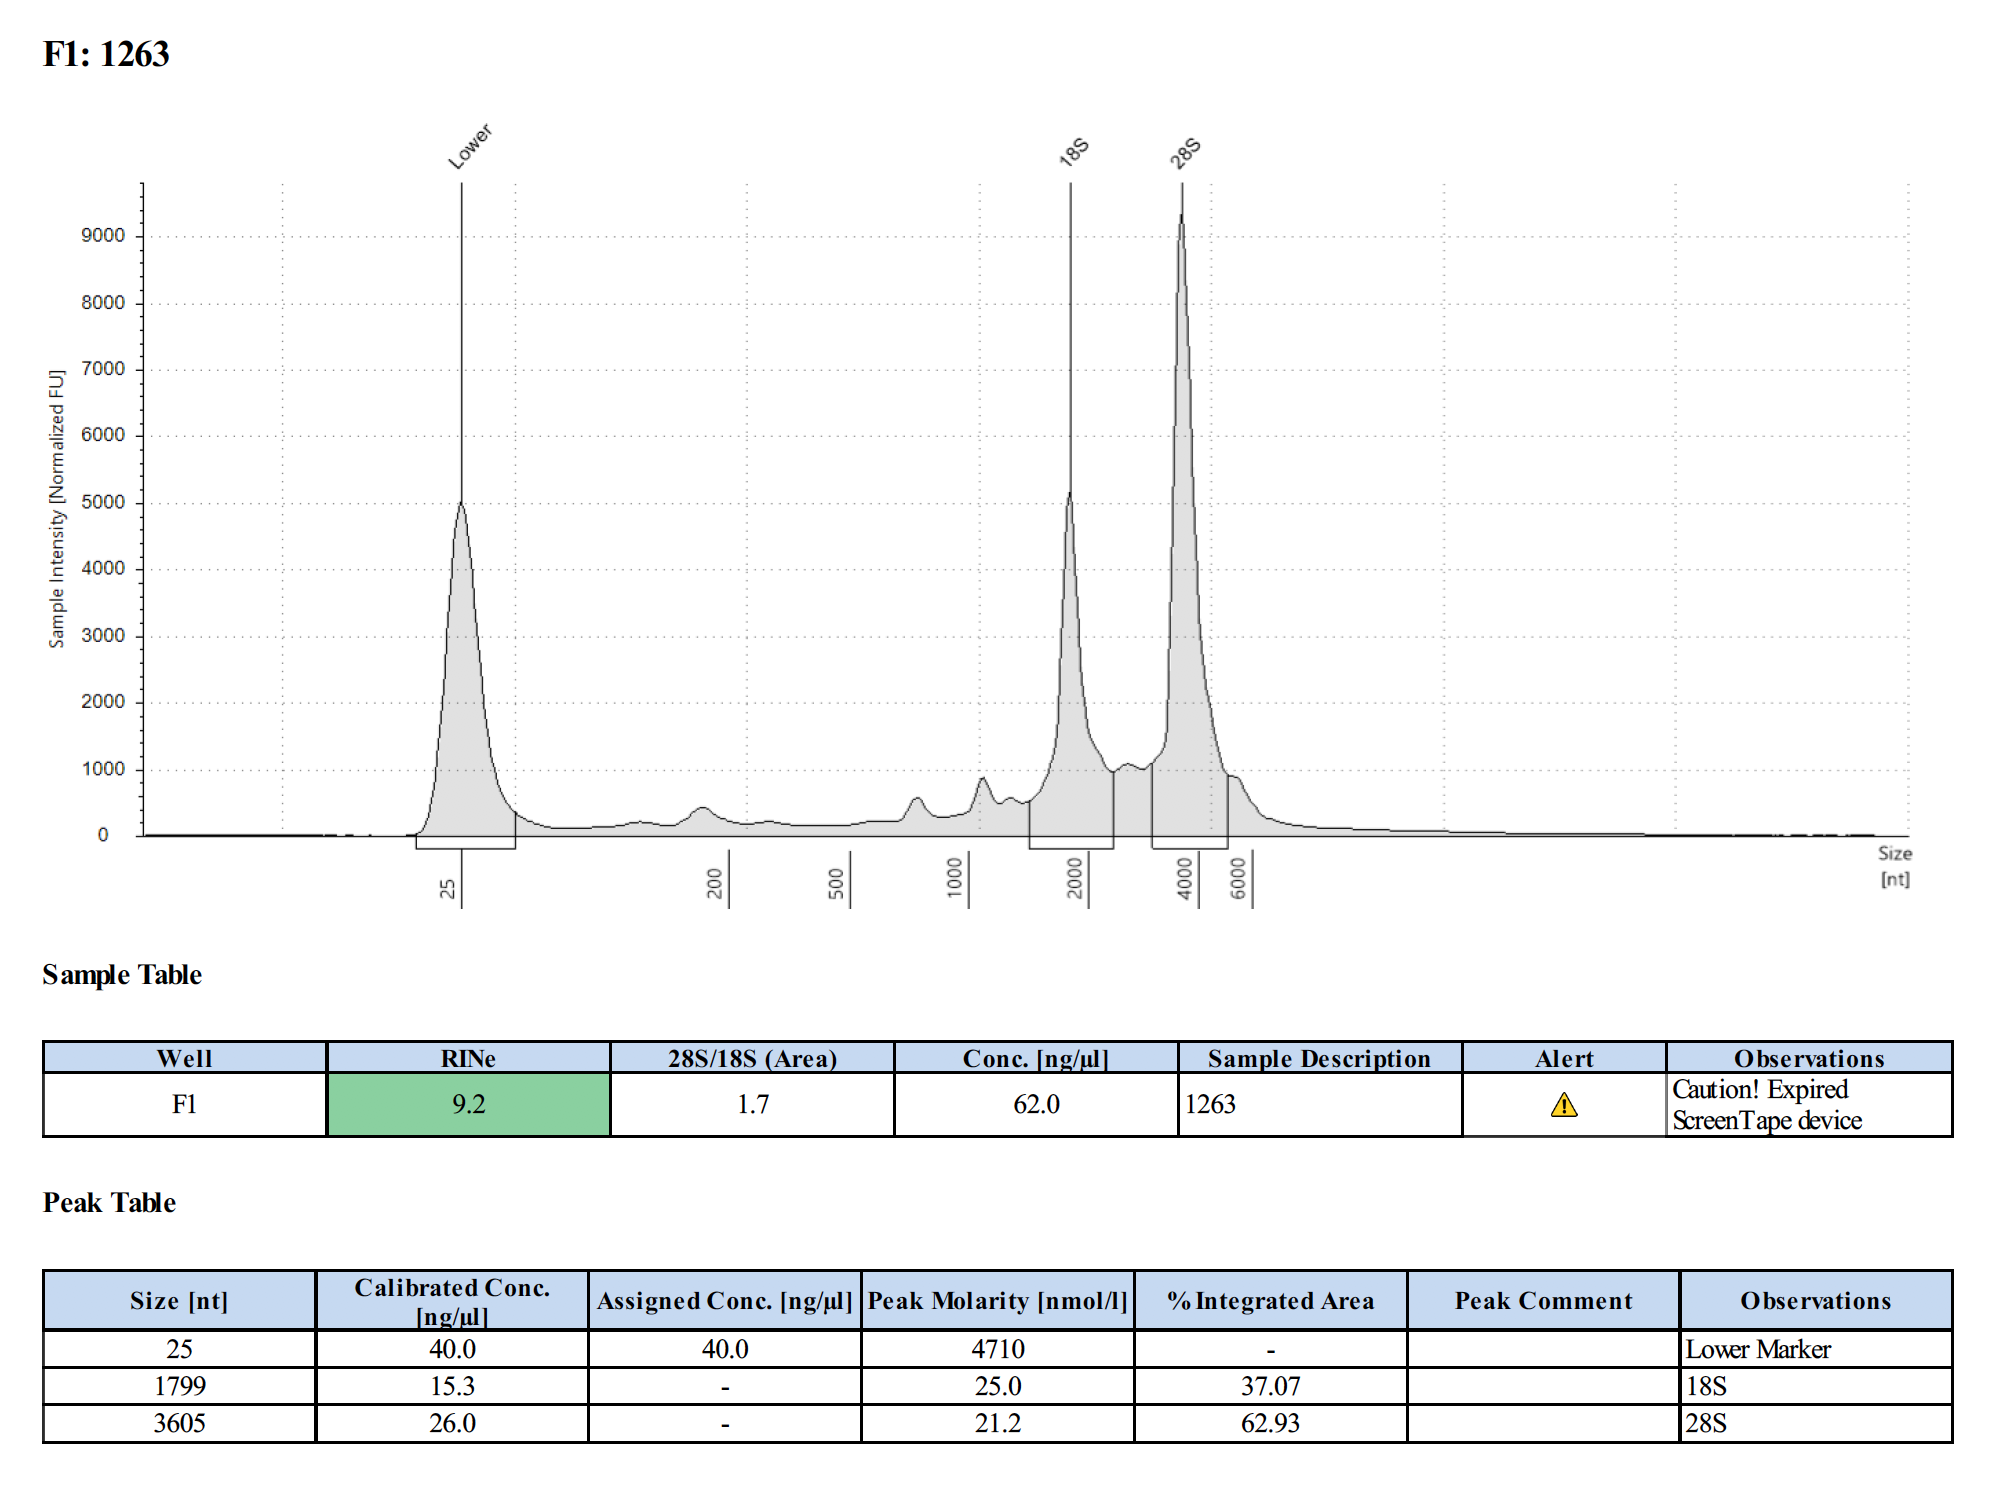 F1: 1263
Lower
18S
28S
Sample Intensity [Normalized FU]
9000
8000
7000
6000
5000
4000
3000
2000
1000
0
25
200
500
1000
2000
4000
6000
Size
[nt]
Sample Table
Well RINe 28S/18S (Area) Conc. [ng/µl] Sample Description Alert Observations
F1 9.2 1.7 62.0 1263 Caution! Expired
ScreenTape device
Peak Table
Size [nt] Calibrated Conc.
[ng/µl] Assigned Conc. [ng/µl] Peak Molarity [nmol/l] % Integrated Area Peak Comment Observations
25 40.0 40.0 4710 - Lower Marker
1799 15.3 - 25.0 37.07 18S
3605 26.0 - 21.2 62.93 28S